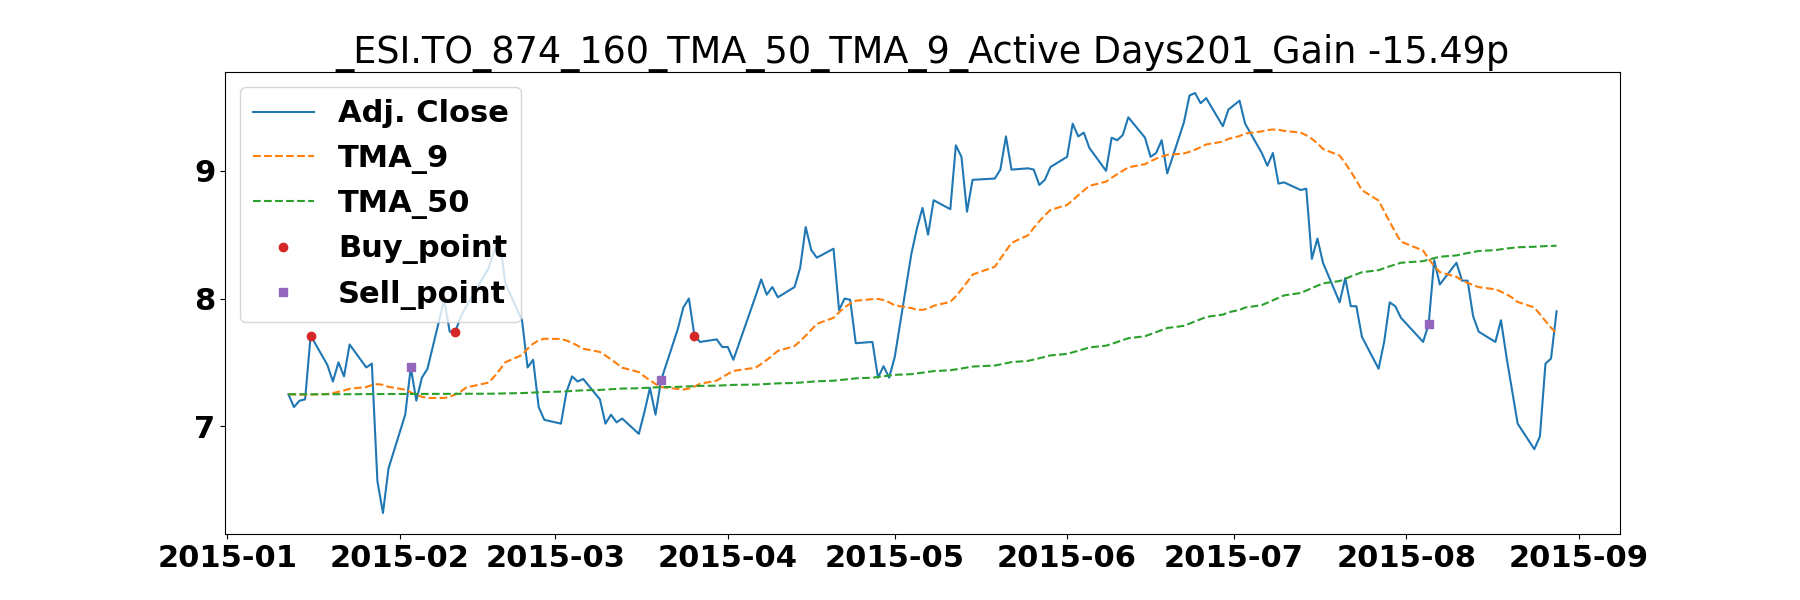 _ESI.TO_874_160_TMA_50_TMA_9_Active Days201_Gain -15.49p
Adj. Close
TMA_9
TMA_50
Buy_point
Sell_point
9
8
7
2015-01 2015-02 2015-03 2015-04 2015-05 2015-06 2015-07 2015-08 2015-09